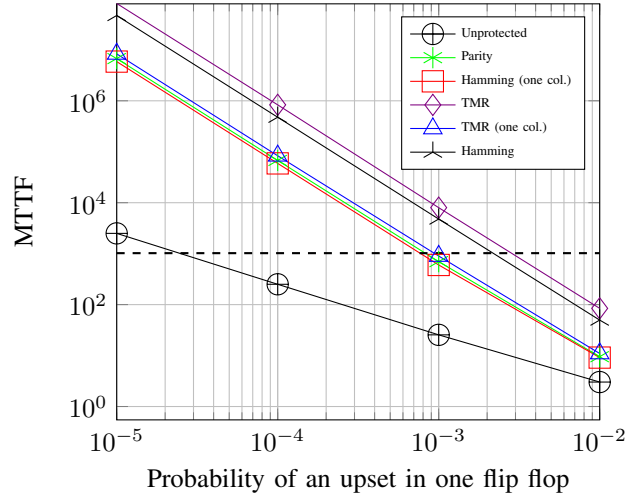 Unprotected
Parity
Hamming (one col.)
TMR
TMR (one col.)
Hamming
MTTF
10^6
10^4
10^2
10^0
10^−5 10^−4 10^−3 10^−2
Probability of an upset in one flip flop